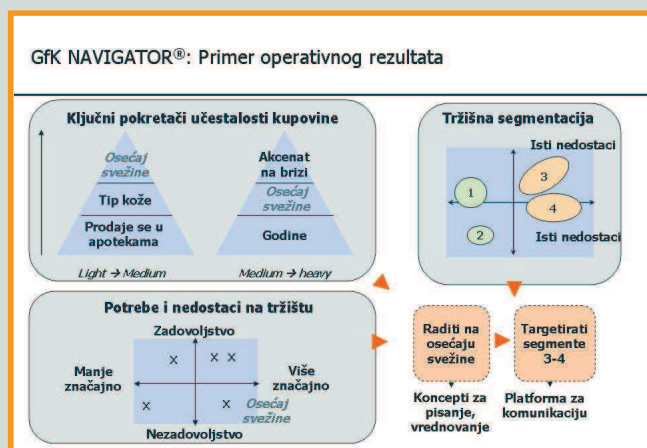 GfK NAVIGATOR®: Primer operativnog rezultata
Ključni pokretači učestalosti kupovine
Osećaj
svežine
Tip kože
Prodaje se u
apotekama
Light → Medium
Akcenat
na brizi
Osećaj
svežine
Godine
Medium → heavy
Tržišna segmentacija
Isti nedostaci
3
1
4
2
Isti nedostaci
Potrebe i nedostaci na tržištu
Zadovoljstvo
x x x
Manje
značajno
Više
značajno
x x
Osećaj
svežine
Nezadovoljstvo
Raditi na
osećaju
svežine
Targetirati
segmente
3-4
Koncepti za
pisanje,
vrednovanje
Platforma za
komunikaciju